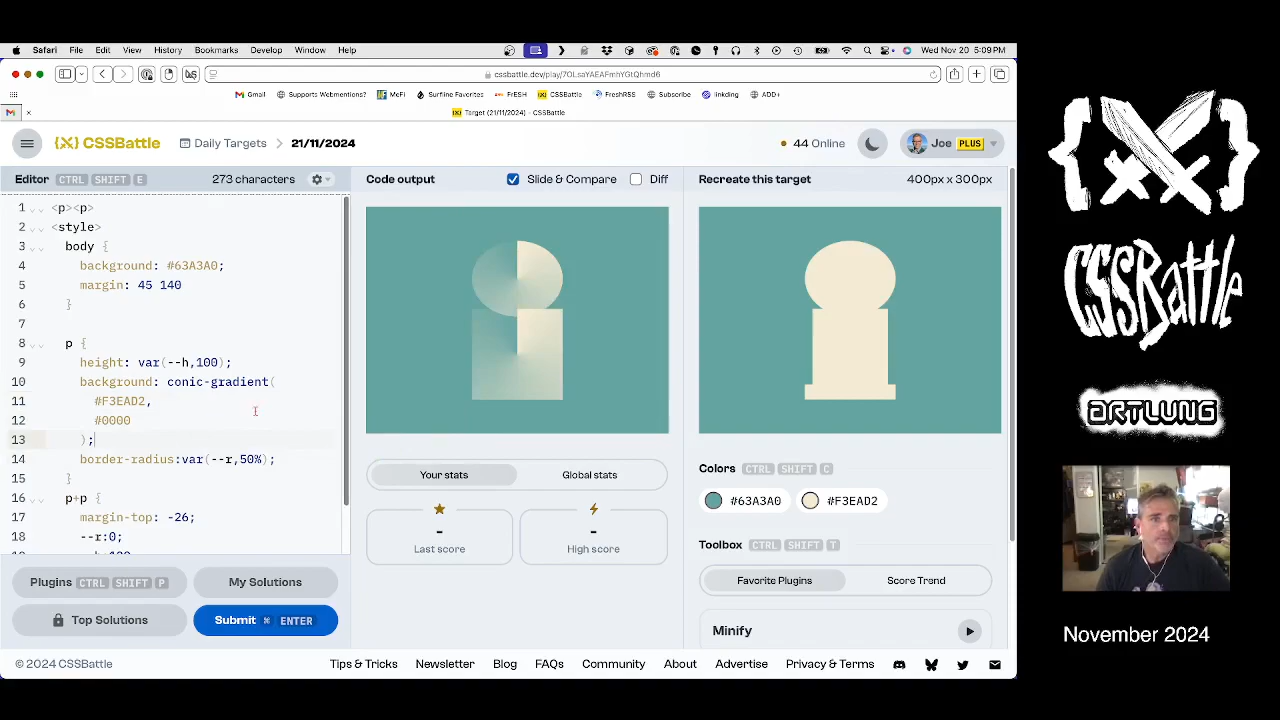 Safari File Edit View History Bookmarks Develop Window Help Wed Nov 20 5:09PM
cssbattle.dev/play/7OLsaYAEAFmhYGtQhmd6
Gmail Supports Webmentions? MeFi Surfline Favorites FrESH CSSBattle FreshRSS Subscribe linkding ADD+
Target (21/11/2024) - CSSBattle
{X} CSSBattle Daily Targets > 21/11/2024 44 Online Joe PLUS
Editor CTRL SHIFT E 273 characters Code output Slide & Compare Diff Recreate this target 400px x 300px
1 <p><p>
2 <style>
3 body {
4 background: #63A3A0;
5 margin: 45 140
6 }
7
8 p {
9 height: var(--h,100);
10 background: conic-gradient(
11 #F3EAD2,
12 #0000
13 );
14 border-radius:var(--r,50%);
15 }
16 p+p {
17 margin-top: -26;
18 --r:0;
Your stats Global stats
- Last score
- High score
Colors CTRL SHIFT C
#63A3A0 #F3EAD2
Toolbox CTRL SHIFT T
Favorite Plugins Score Trend
Minify
Plugins CTRL SHIFT P My Solutions
Top Solutions Submit ⌘ ENTER
© 2024 CSSBattle Tips & Tricks Newsletter Blog FAQs Community About Advertise Privacy & Terms
CSSBattle
ARTLUNG
November 2024